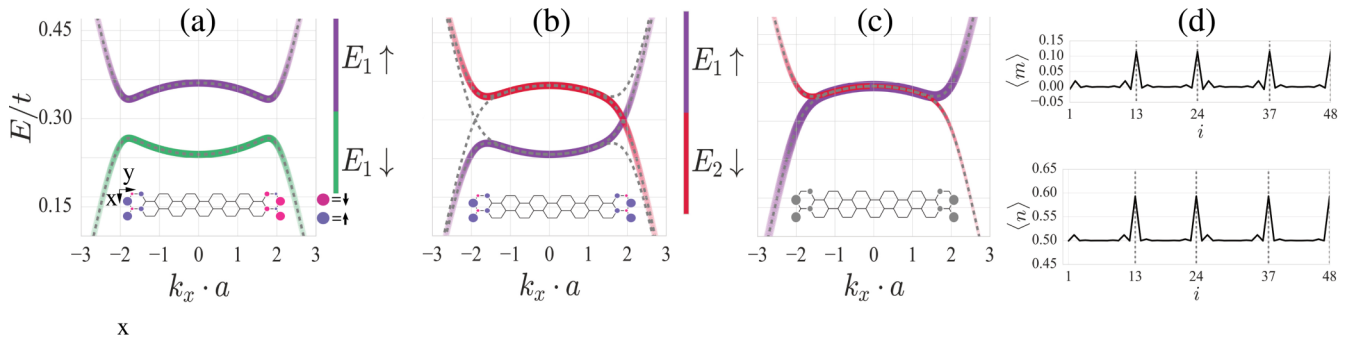 (a)
(b)
(c)
(d)
E/t
0.45
0.30
0.15
E₁ ↑
E₁ ↓
y
x
=↓
=↑
−3 −2 −1 0 1 2 3
k_x · a
x
E₁ ↑
E₂ ↓
−3 −2 −1 0 1 2 3
k_x · a
−3 −2 −1 0 1 2 3
k_x · a
⟨m⟩
0.15
0.10
0.05
0.00
−0.05
1 13 24 37 48
i
⟨n⟩
0.65
0.60
0.55
0.50
0.45
1 13 24 37 48
i